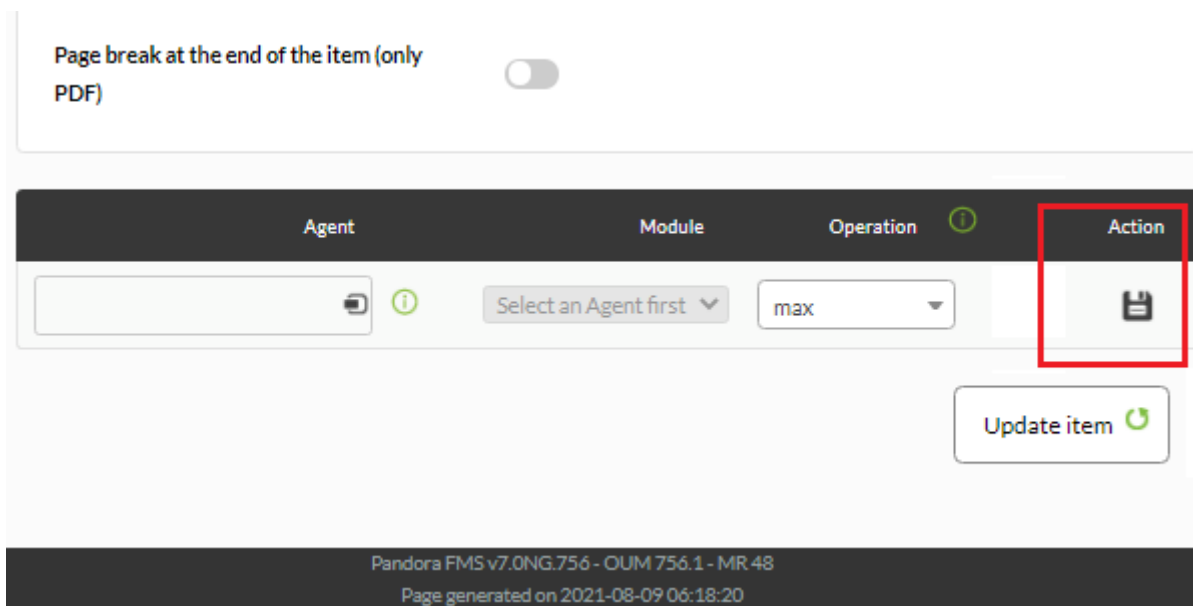 Page break at the end of the item (only
PDF)
Agent Module Operation Action
Select an Agent first max
Update item
Pandora FMS v7.0NG.756 - OUM 756.1 - MR 48
Page generated on 2021-08-09 06:18:20